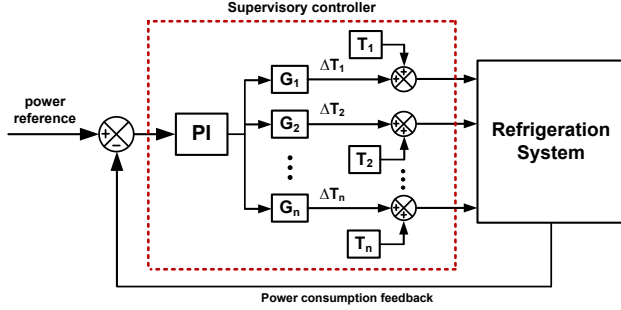 Supervisory controller
T1
G1
ΔT1
+
+
power
reference
+
−
PI
G2
ΔT2
+
+
T2
Refrigeration
System
Gn
ΔTn
+
+
Tn
Power consumption feedback